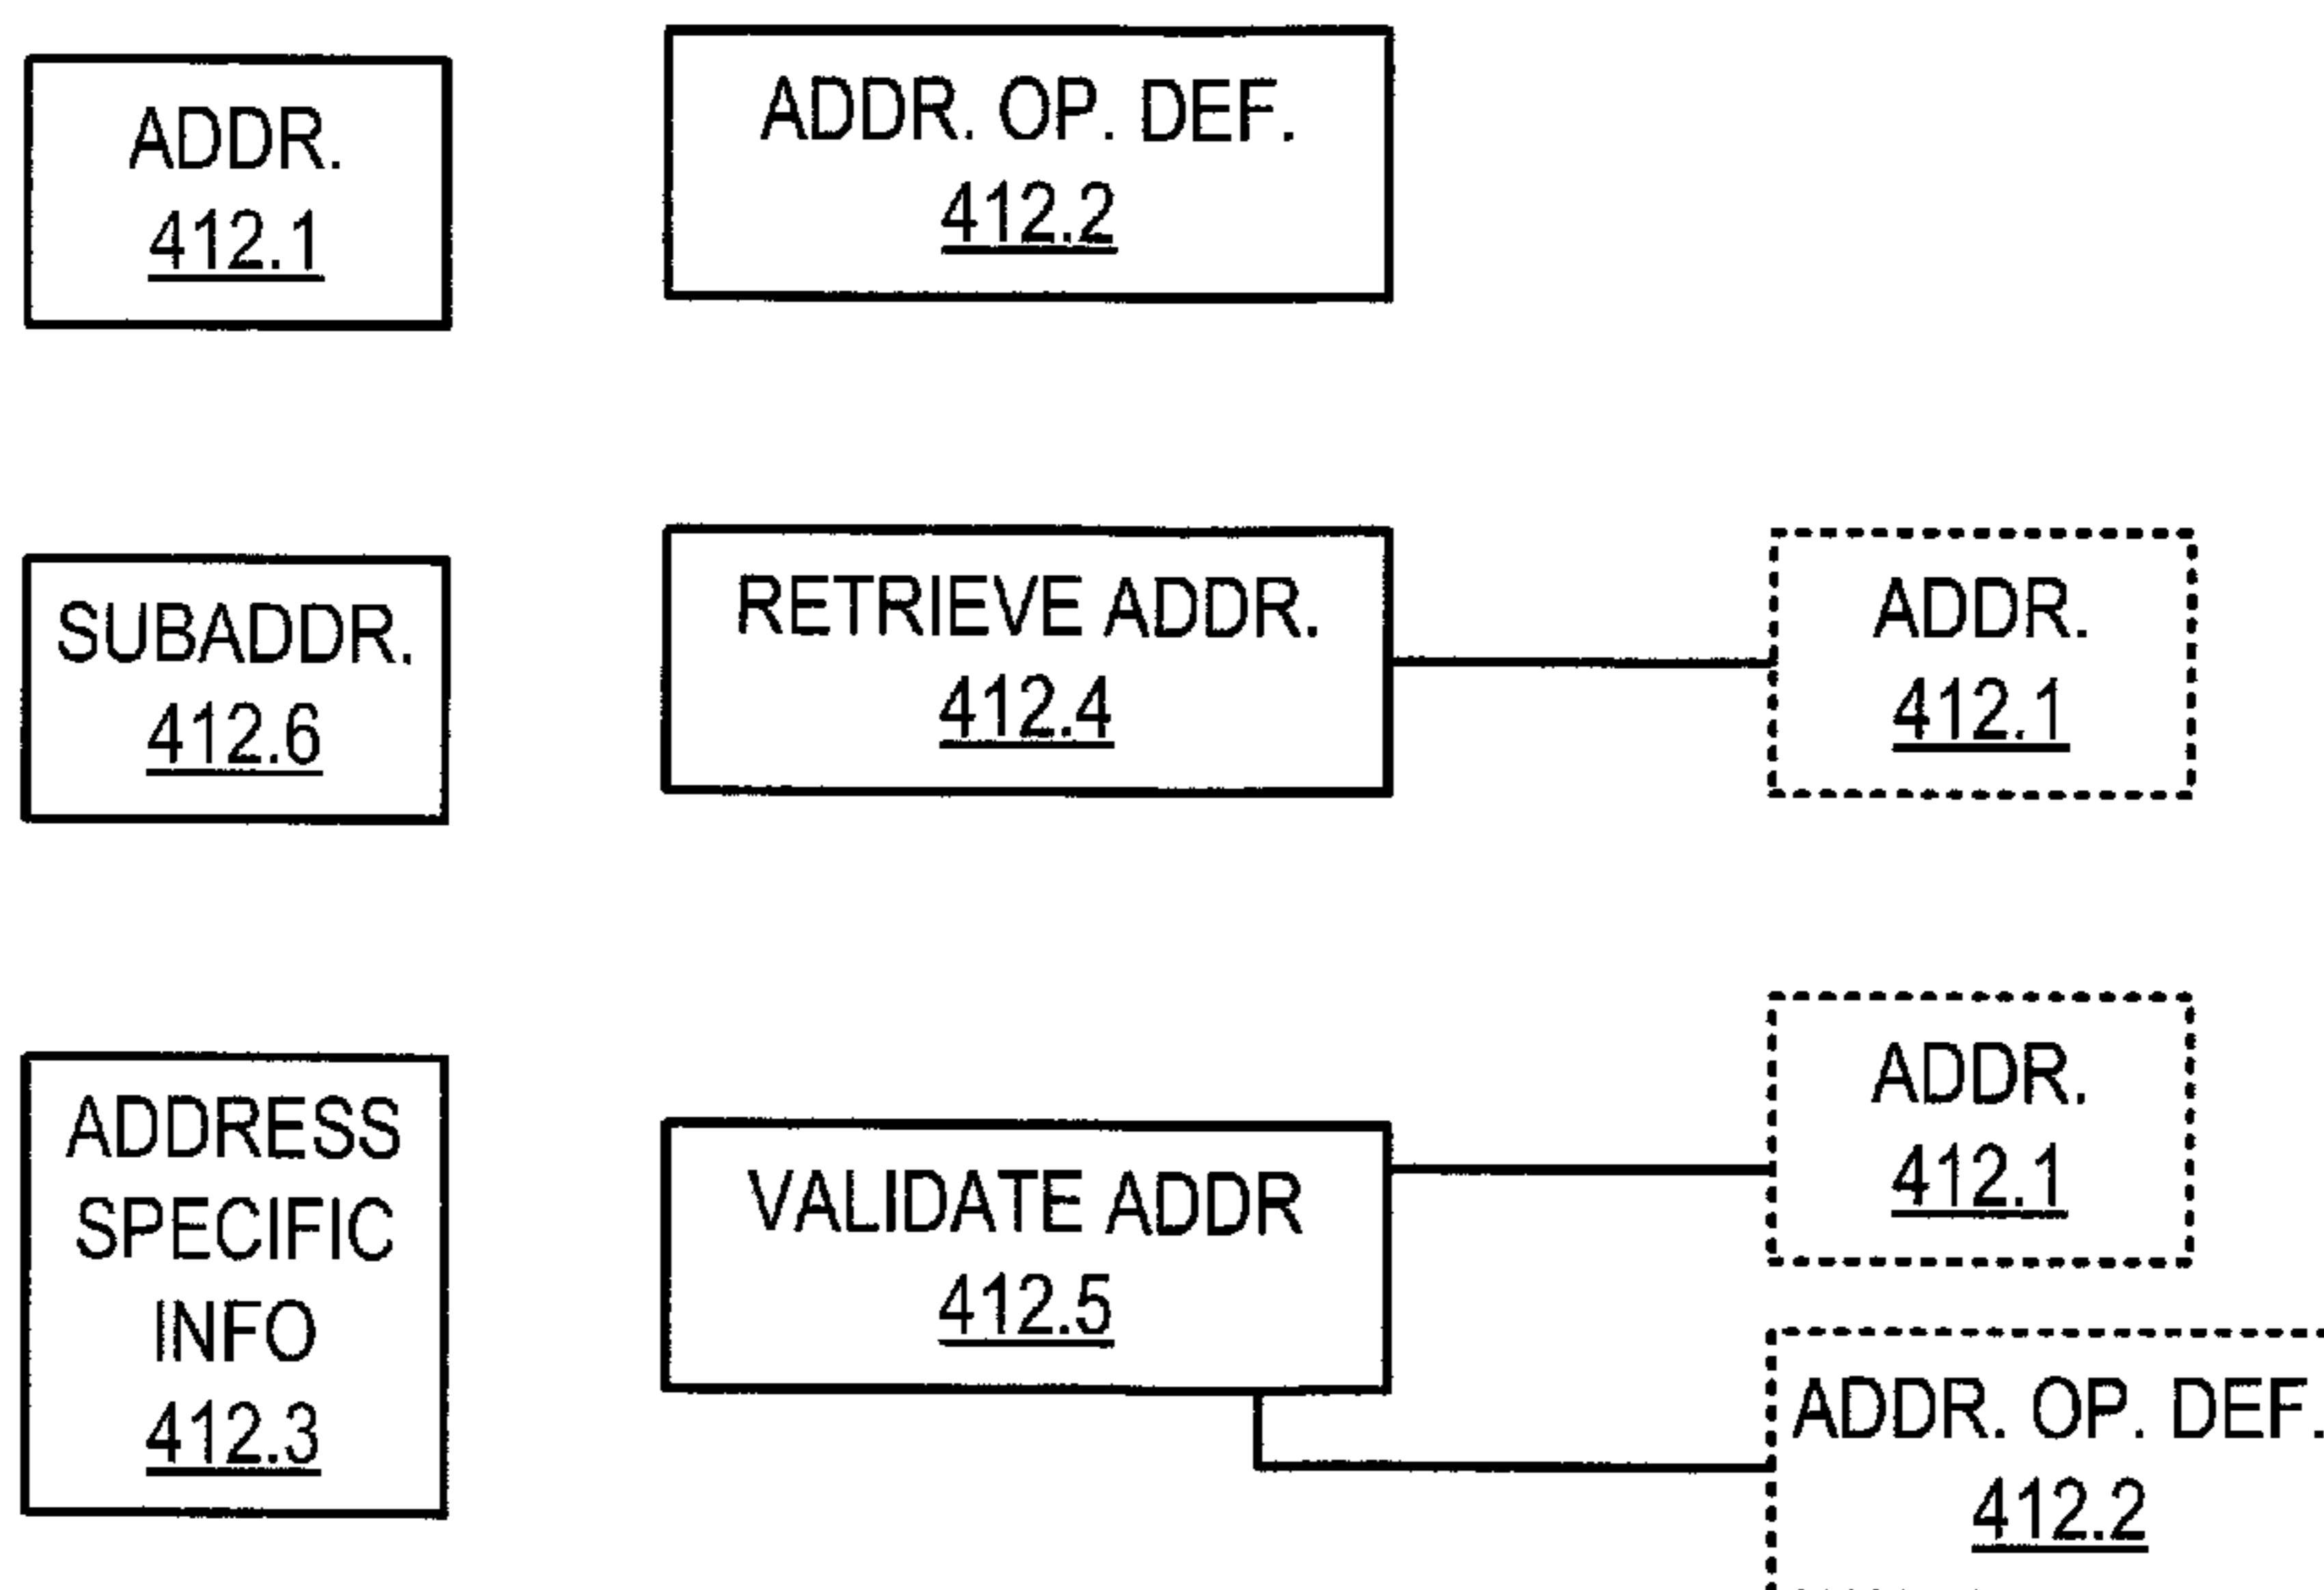 ADDR.
412.1
ADDR. OP. DEF.
412.2
SUBADDR.
412.6
RETRIEVE ADDR.
412.4
ADDR.
412.1
ADDRESS
SPECIFIC
INFO
412.3
VALIDATE ADDR
412.5
ADDR.
412.1
ADDR. OP. DEF.
412.2